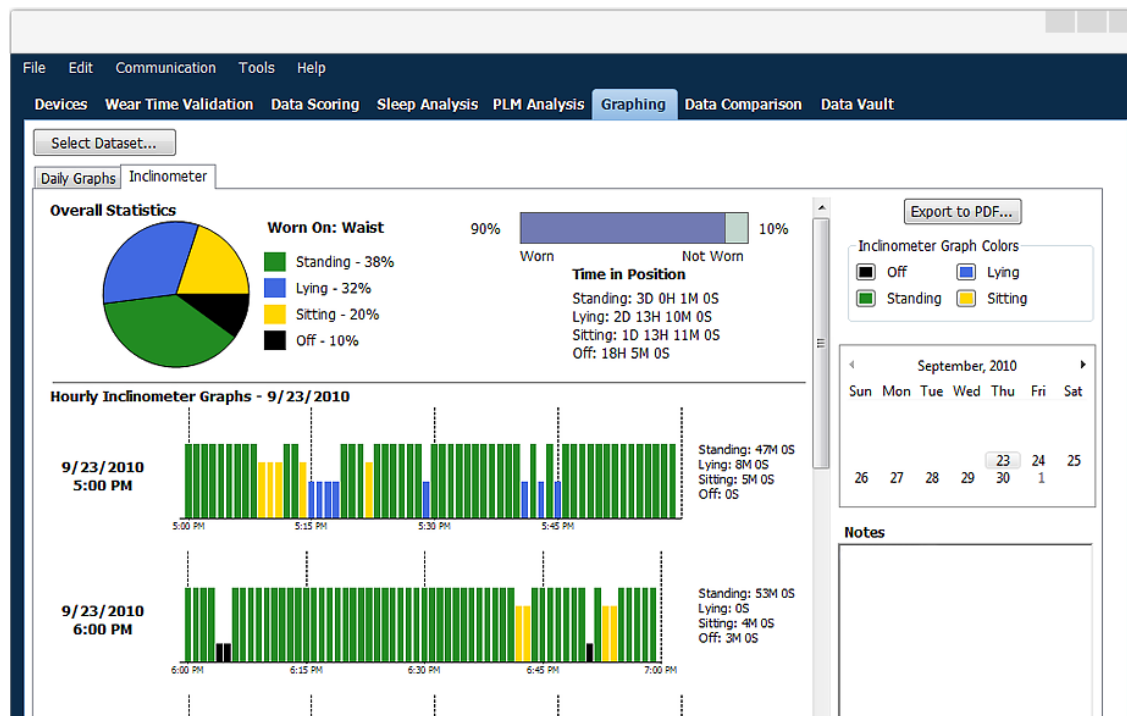 File Edit Communication Tools Help
Devices Wear Time Validation Data Scoring Sleep Analysis PLM Analysis Graphing Data Comparison Data Vault
Select Dataset...
Daily Graphs Inclinometer
Overall Statistics
Worn On: Waist
Standing - 38%
Lying - 32%
Sitting - 20%
Off - 10%
90% 10%
Worn Not Worn
Time in Position
Standing: 3D 0H 1M 0S
Lying: 2D 13H 10M 0S
Sitting: 1D 13H 11M 0S
Off: 18H 5M 0S
Export to PDF...
Inclinometer Graph Colors
Off Lying
Standing Sitting
September, 2010
Sun Mon Tue Wed Thu Fri Sat
23 24 25
26 27 28 29 30 1
Notes
Hourly Inclinometer Graphs - 9/23/2010
9/23/2010
5:00 PM
5:00 PM 5:15 PM 5:30 PM 5:45 PM
Standing: 47M 0S
Lying: 8M 0S
Sitting: 5M 0S
Off: 0S
9/23/2010
6:00 PM
6:00 PM 6:15 PM 6:30 PM 6:45 PM 7:00 PM
Standing: 53M 0S
Lying: 0S
Sitting: 4M 0S
Off: 3M 0S